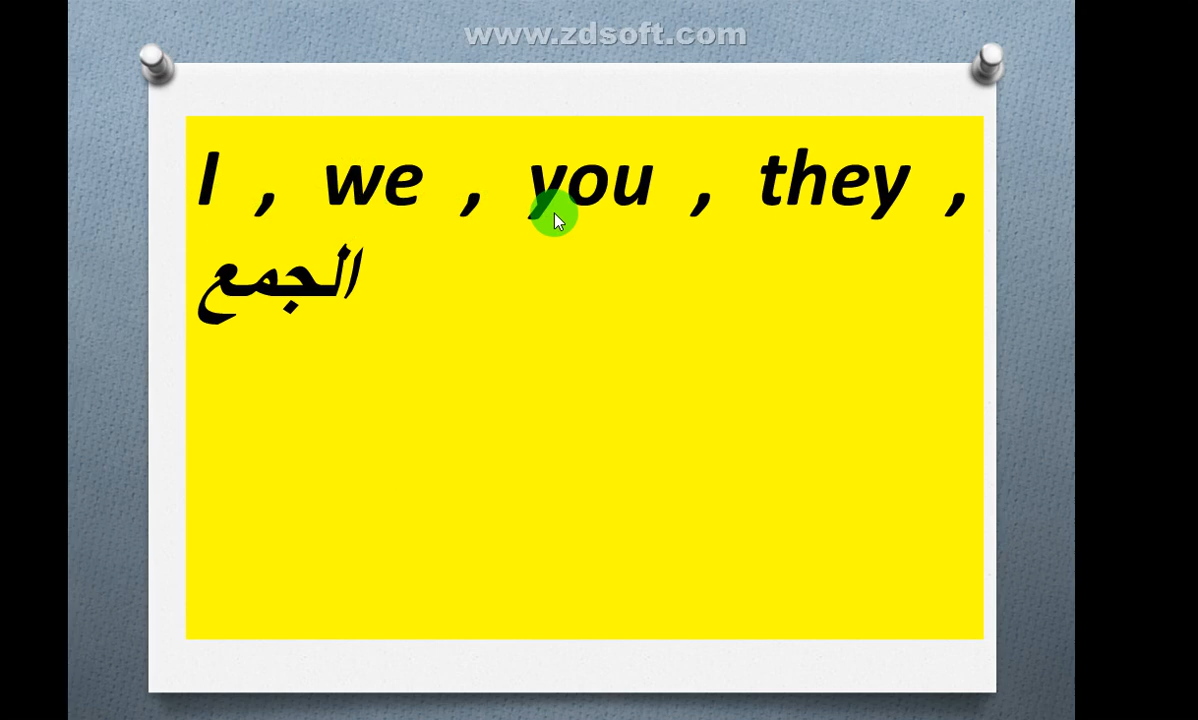 www.zdsoft.com
I , we , you , they ,
الجمع